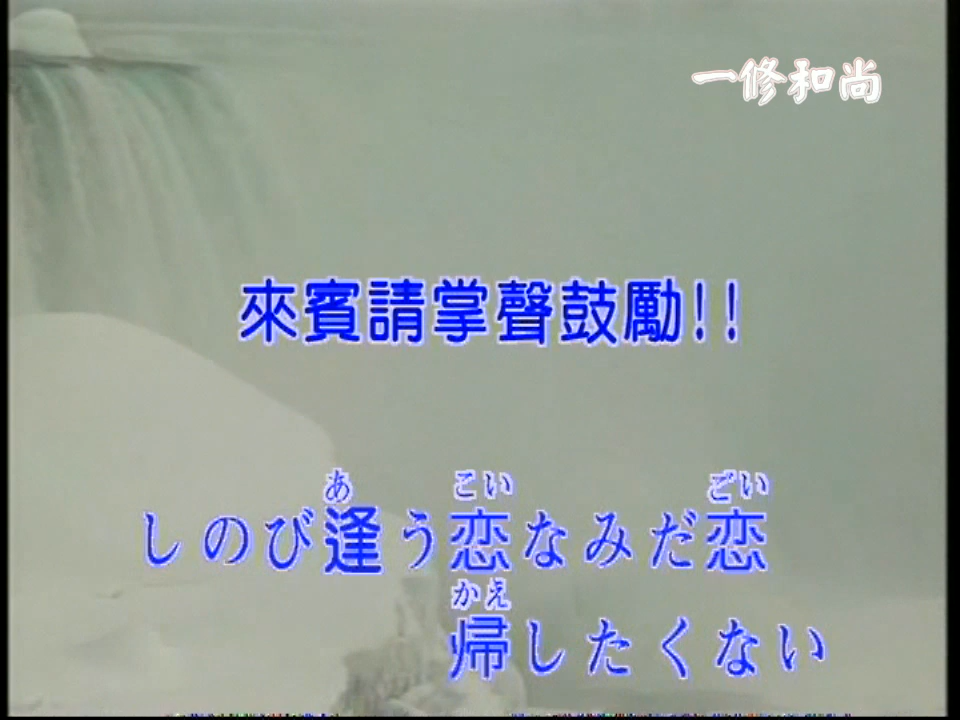 一修和尚
來賓請掌聲鼓勵!!
あ こい ごい
しのび逢う恋なみだ恋
かえ
帰したくない